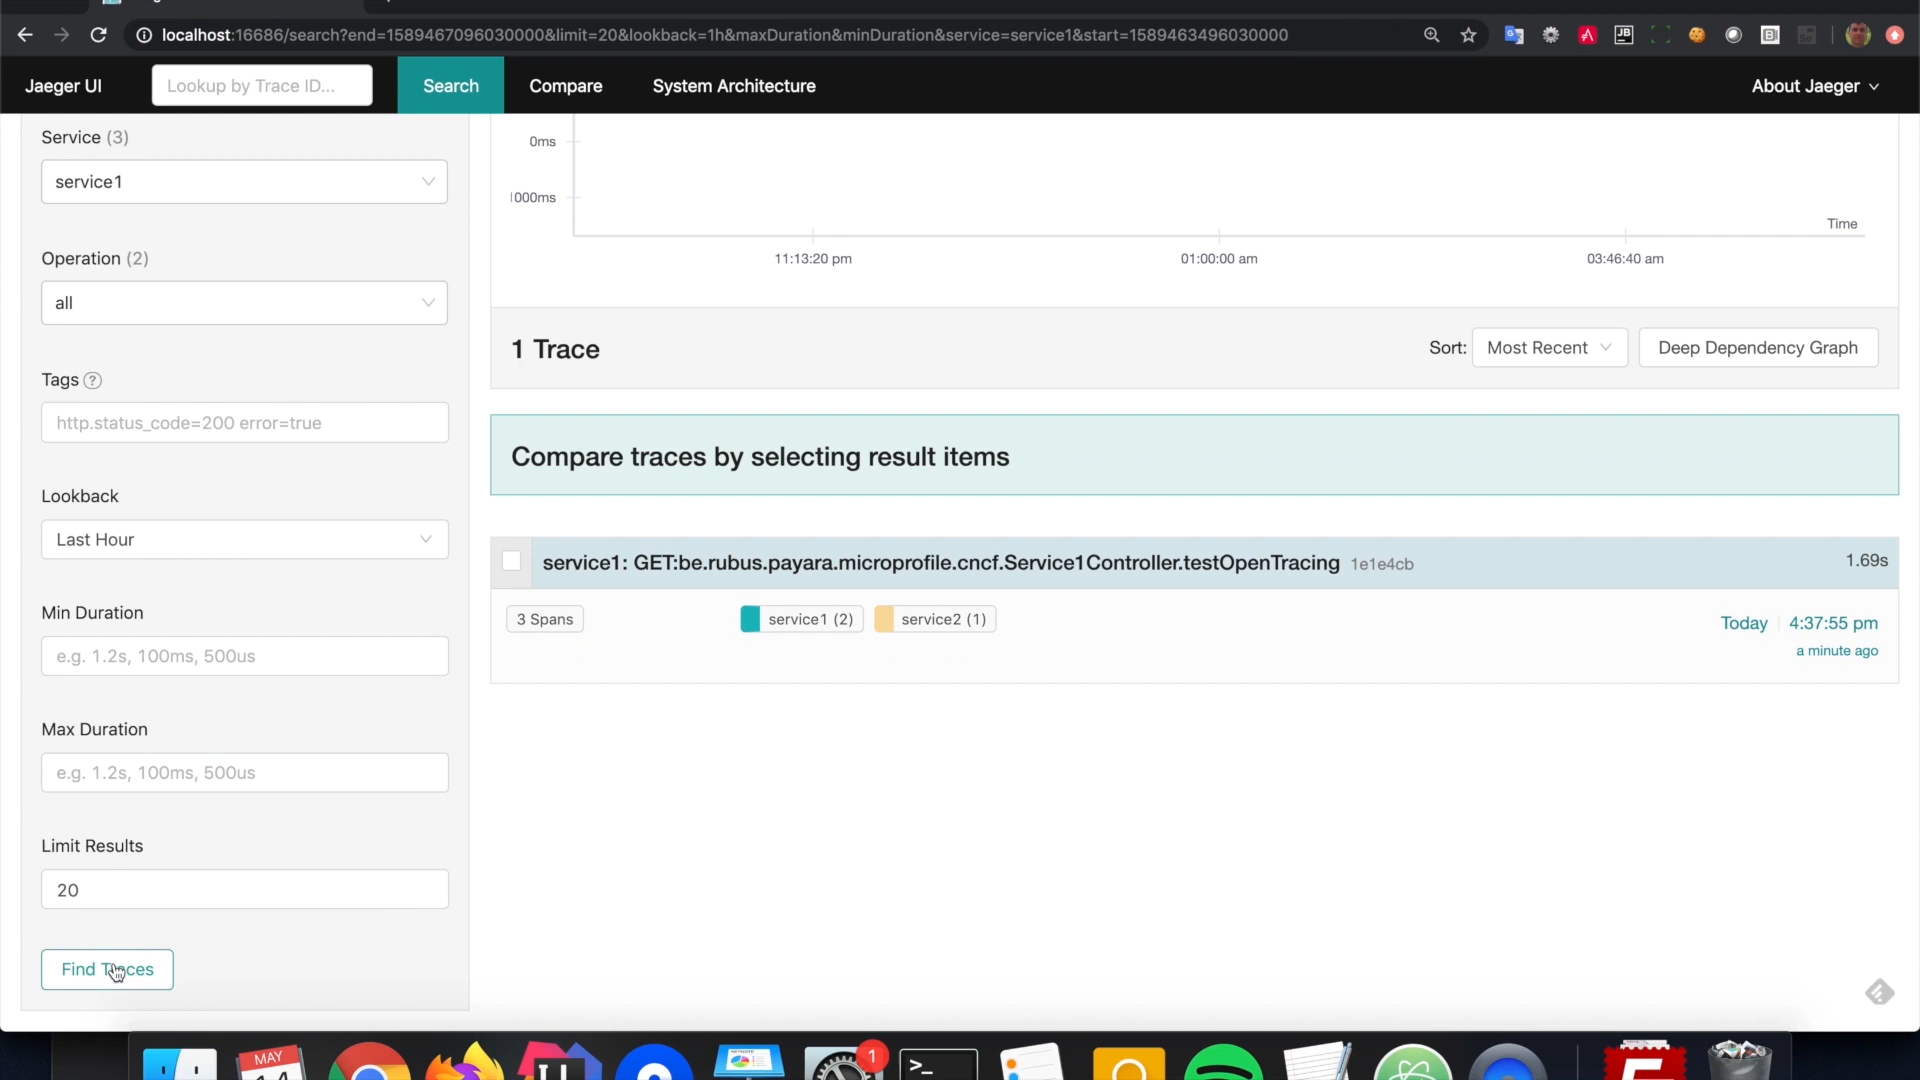 localhost:16686/search?end=1589467096030000&limit=20&lookback=1h&maxDuration&minDuration&service=service1&start=1589463496030000
Jaeger UI
Lookup by Trace ID...
Search
Compare
System Architecture
About Jaeger
Service (3)
service1
Operation (2)
all
Tags ?
http.status_code=200 error=true
Lookback
Last Hour
Min Duration
e.g. 1.2s, 100ms, 500us
Max Duration
e.g. 1.2s, 100ms, 500us
Limit Results
20
Find Traces
0ms
000ms
Time
11:13:20 pm
01:00:00 am
03:46:40 am
1 Trace
Sort:
Most Recent
Deep Dependency Graph
Compare traces by selecting result items
service1: GET:be.rubus.payara.microprofile.cncf.Service1Controller.testOpenTracing 1e1e4cb
1.69s
3 Spans
service1 (2)
service2 (1)
Today
4:37:55 pm
a minute ago
MAY
1
JB
B
>_